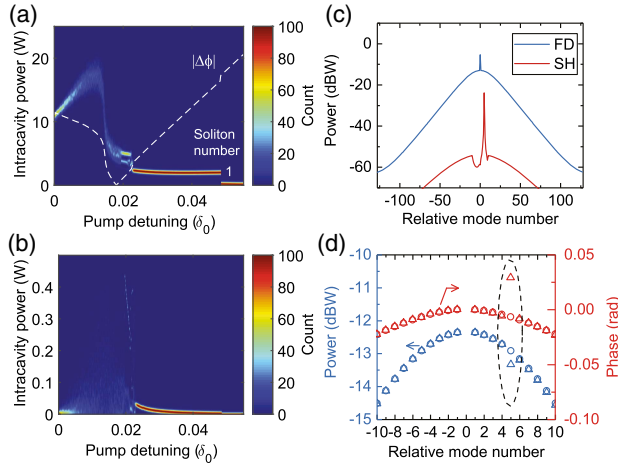 (a)
Intracavity power (W)
20
10
0
|Δϕ|
Soliton
number
1
0
0.02
0.04
Pump detuning (δ0)
100
80
60
40
20
0
Count
(b)
Intracavity power (W)
0.4
0.3
0.2
0.1
0
0
0.02
0.04
Pump detuning (δ0)
100
80
60
40
20
0
Count
(c)
Power (dBW)
0
-20
-40
-60
FD
SH
-100
-50
0
50
100
Relative mode number
(d)
Power (dBW)
-10
-11
-12
-13
-14
-15
-10 -8 -6 -4 -2 0 2 4 6 8 10
Relative mode number
0.05
0.00
-0.05
-0.10
Phase (rad)